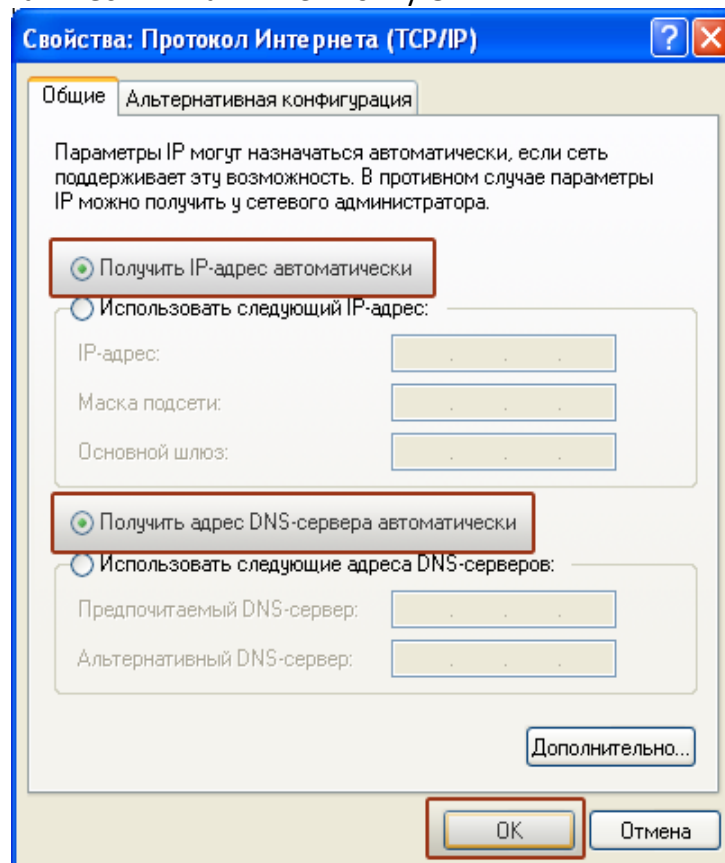 Свойства: Протокол Интернета (TCP/IP)
Общие
Альтернативная конфигурация
Параметры IP могут назначаться автоматически, если сеть
поддерживает эту возможность. В противном случае параметры
IP можно получить у сетевого администратора.
Получить IP-адрес автоматически
Использовать следующий IP-адрес:
IP-адрес:
Маска подсети:
Основной шлюз:
Получить адрес DNS-сервера автоматически
Использовать следующие адреса DNS-серверов:
Предпочитаемый DNS-сервер:
Альтернативный DNS-сервер:
Дополнительно...
OK
Отмена